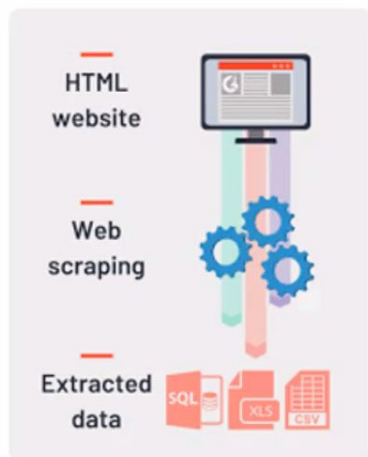 HTML
website
Web
scraping
Extracted
data
SQL
XLS
CSV